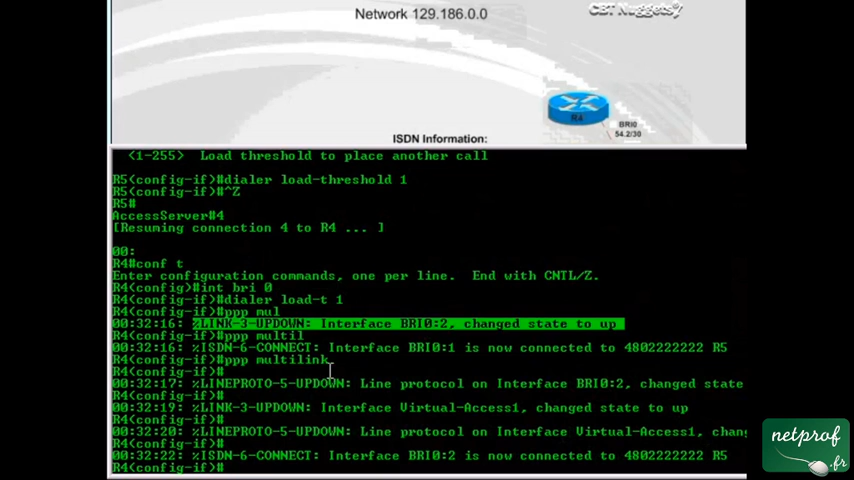 Network 129.186.0.0
CBT Nuggets
R4
BRI0
54.2/30
ISDN Information:
<1-255>  Load threshold to place another call
R5(config-if)#dialer load-threshold 1
R5(config-if)#^Z
R5#
AccessServer#4
[Resuming connection 4 to R4 ... ]
00:
R4#conf t
Enter configuration commands, one per line.  End with CNTL/Z.
R4(config)#int bri 0
R4(config-if)#dialer load-t 1
R4(config-if)#ppp mul
00:32:16: %LINK-3-UPDOWN: Interface BRI0:2, changed state to up
R4(config-if)#ppp multil
00:32:16: %ISDN-6-CONNECT: Interface BRI0:1 is now connected to 4802222222 R5
R4(config-if)#ppp multilink
R4(config-if)#
00:32:17: %LINEPROTO-5-UPDOWN: Line protocol on Interface BRI0:2, changed state
R4(config-if)#
00:32:19: %LINK-3-UPDOWN: Interface Virtual-Access1, changed state to up
R4(config-if)#
00:32:20: %LINEPROTO-5-UPDOWN: Line protocol on Interface Virtual-Access1, chang
R4(config-if)#
00:32:22: %ISDN-6-CONNECT: Interface BRI0:2 is now connected to 4802222222 R5
R4(config-if)#
netprof
.fr